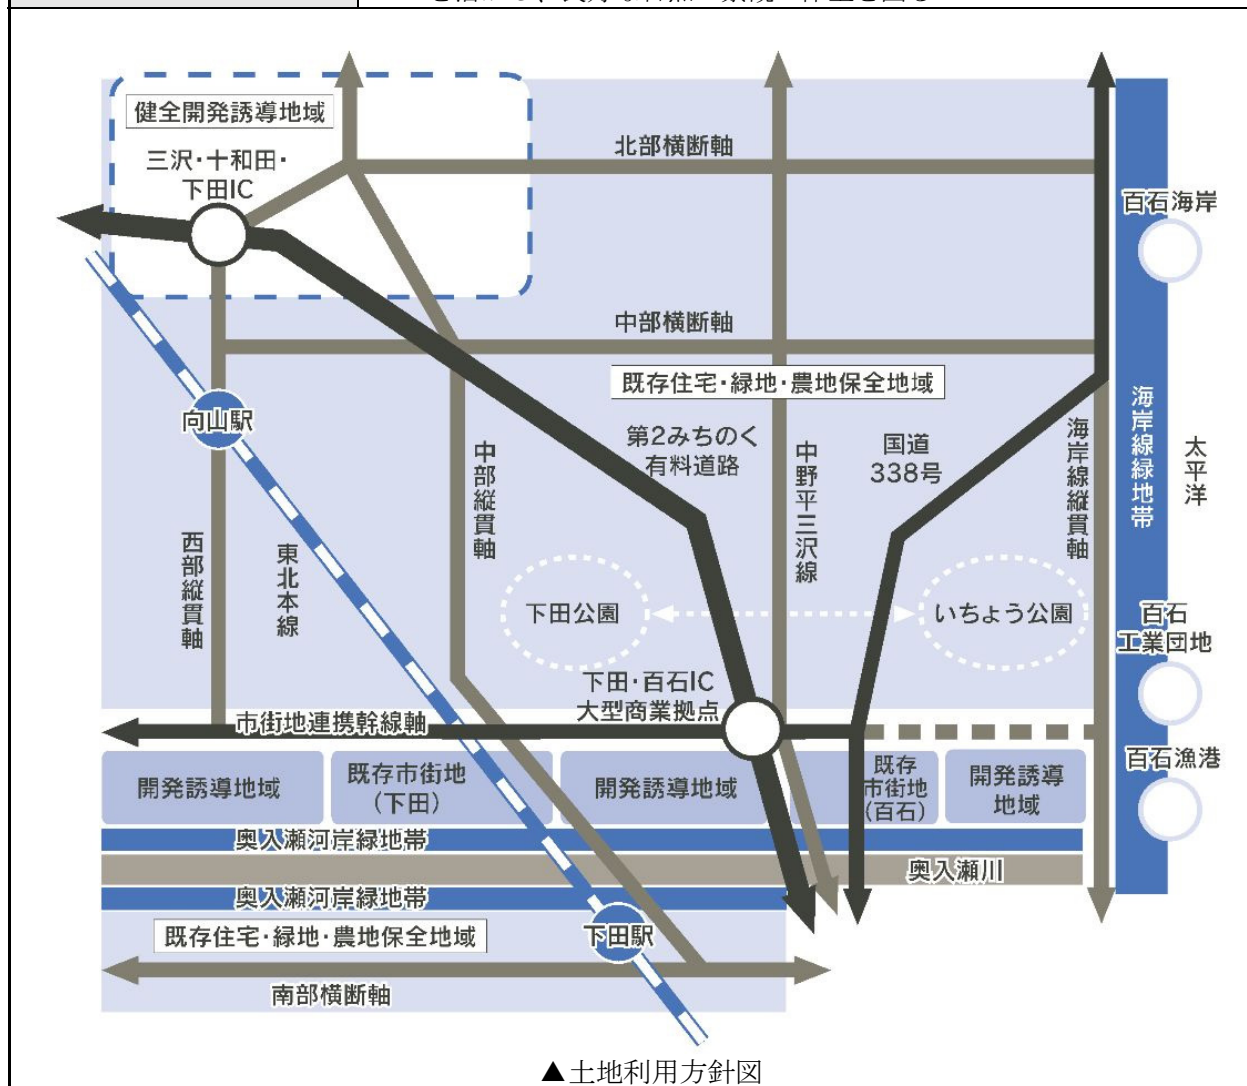 健全開発誘導地域
三沢・十和田・
下田IC
北部横断軸
百石海岸
中部横断軸
既存住宅・緑地・農地保全地域
向山駅
第2みちのく
有料道路
国道
338号
中部縦貫軸
中野平三沢線
海岸線縦貫軸
海岸線緑地帯
太平洋
西部縦貫軸
東北本線
下田公園
いちょう公園
百石
工業団地
下田・百石IC
大型商業拠点
市街地連携幹線軸
開発誘導地域
既存市街地
(下田)
開発誘導地域
既存
市街地
(百石)
開発誘導
地域
百石漁港
奥入瀬河岸緑地帯
奥入瀬川
奥入瀬河岸緑地帯
既存住宅・緑地・農地保全地域
下田駅
南部横断軸
▲土地利用方針図